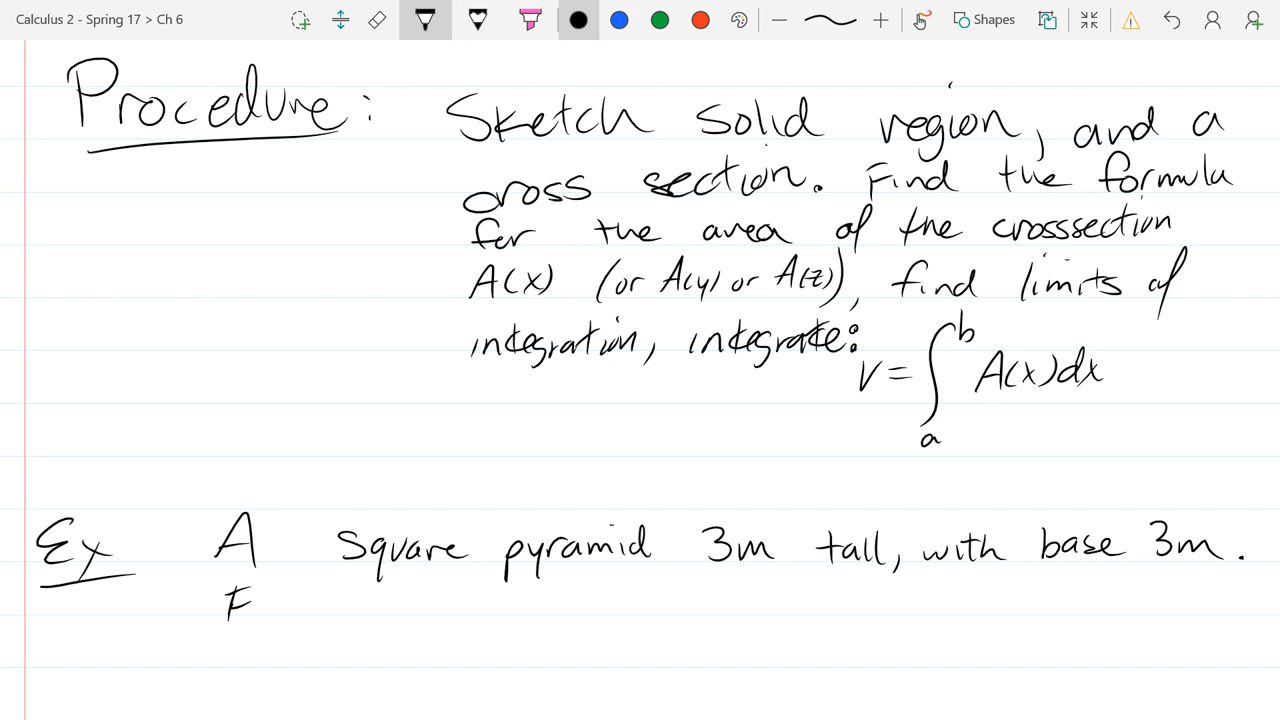 Calculus 2 - Spring 17 > Ch 6
Shapes
Procedure: Sketch solid region, and a
cross section. Find the formula
for the area of the crosssection
A(x) (or A(y) or A(z)), find limits of
integration, integrate:
V = ∫_a^b A(x)dx
Ex A square pyramid 3m tall, with base 3m.
F